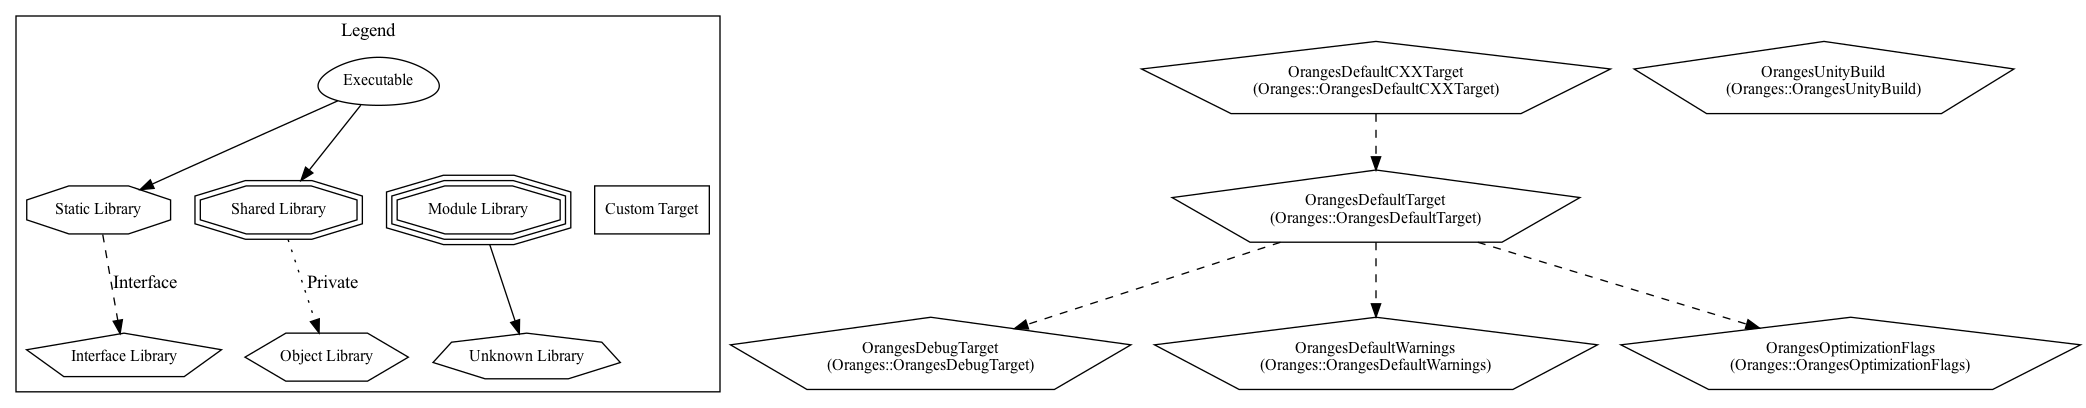 Legend
Executable
Static Library
Shared Library
Module Library
Custom Target
Interface
Private
Interface Library
Object Library
Unknown Library
OrangesDefaultCXXTarget
(Oranges::OrangesDefaultCXXTarget)
OrangesUnityBuild
(Oranges::OrangesUnityBuild)
OrangesDefaultTarget
(Oranges::OrangesDefaultTarget)
OrangesDebugTarget
(Oranges::OrangesDebugTarget)
OrangesDefaultWarnings
(Oranges::OrangesDefaultWarnings)
OrangesOptimizationFlags
(Oranges::OrangesOptimizationFlags)